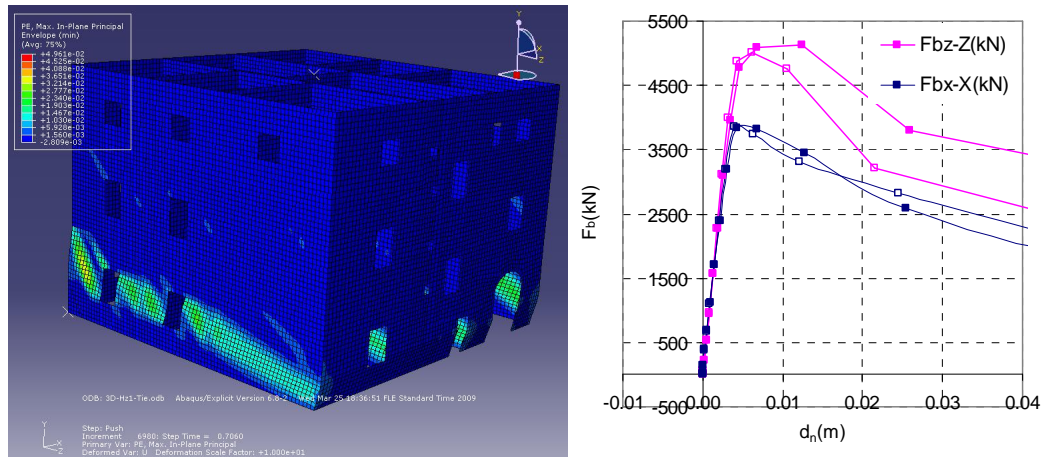 PE, Max. In-Plane Principal
Envelope (min)
(Avg: 75%)
+4.961e-02
+4.525e-02
+4.088e-02
+3.651e-02
+3.214e-02
+2.777e-02
+2.340e-02
+1.903e-02
+1.467e-02
+1.030e-02
+5.928e-03
+1.560e-03
-2.809e-03
Y
X
Z
ODB: 3D-Hz1-Tie.odb Abaqus/Explicit Version 6.8-2 Wed Mar 25 18:36:51 FLE Standard Time 2009
Y
X
Z
Step: Push
Increment 6980: Step Time = 0.7060
Primary Var: PE, Max. In-Plane Principal
Deformed Var: U Deformation Scale Factor: +1.000e+01
5500
4500
3500
2500
1500
500
-500
Fb(kN)
Fbz-Z(kN)
Fbx-X(kN)
-0.01 0.00 0.01 0.02 0.03 0.04
dn(m)